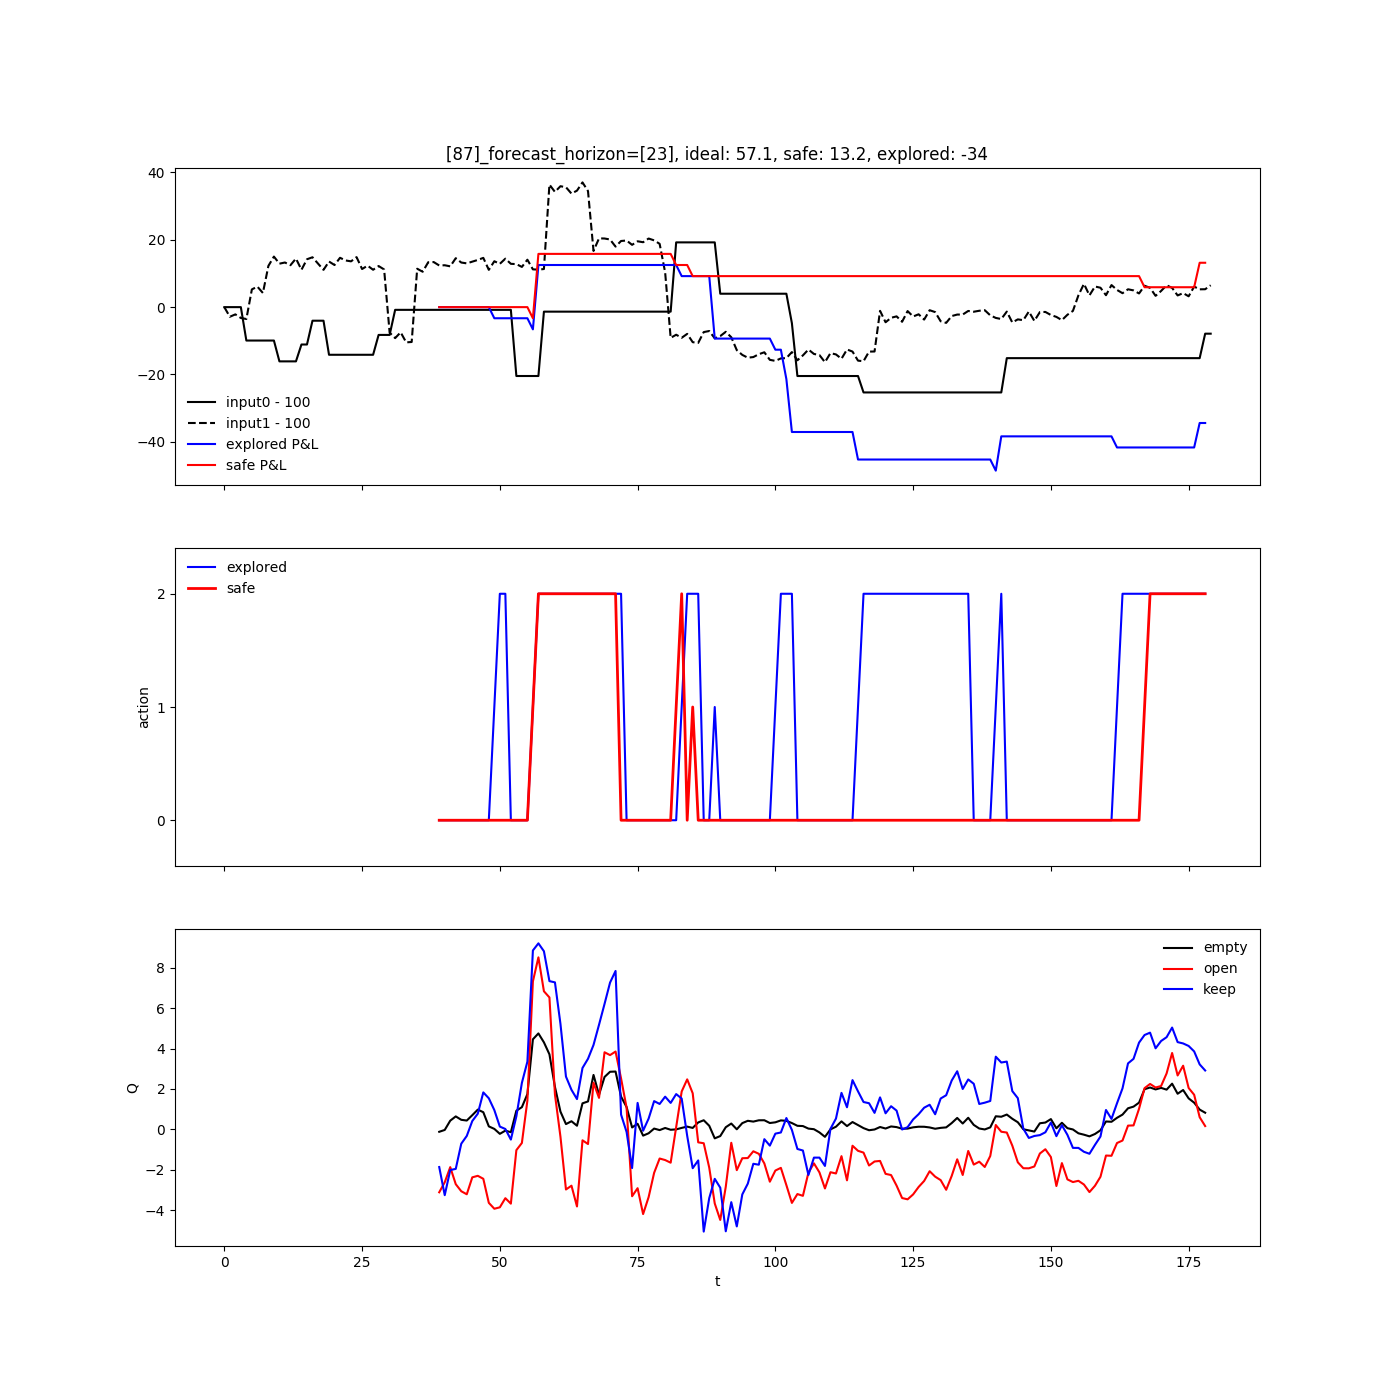 [87]_forecast_horizon=[23], ideal: 57.1, safe: 13.2, explored: -34
40
20
0
−20
−40
input0 - 100
input1 - 100
explored P&L
safe P&L
explored
safe
2
1
0
action
empty
open
keep
8
6
4
2
0
−2
−4
Q
0 25 50 75 100 125 150 175
t